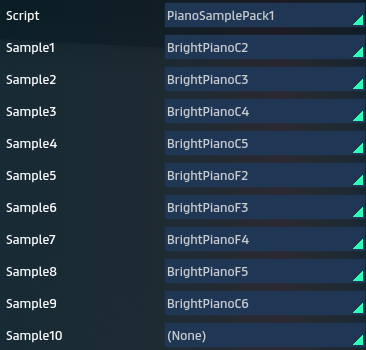 Script PianoSamplePack1
Sample1 BrightPianoC2
Sample2 BrightPianoC3
Sample3 BrightPianoC4
Sample4 BrightPianoC5
Sample5 BrightPianoF2
Sample6 BrightPianoF3
Sample7 BrightPianoF4
Sample8 BrightPianoF5
Sample9 BrightPianoC6
Sample10 (None)